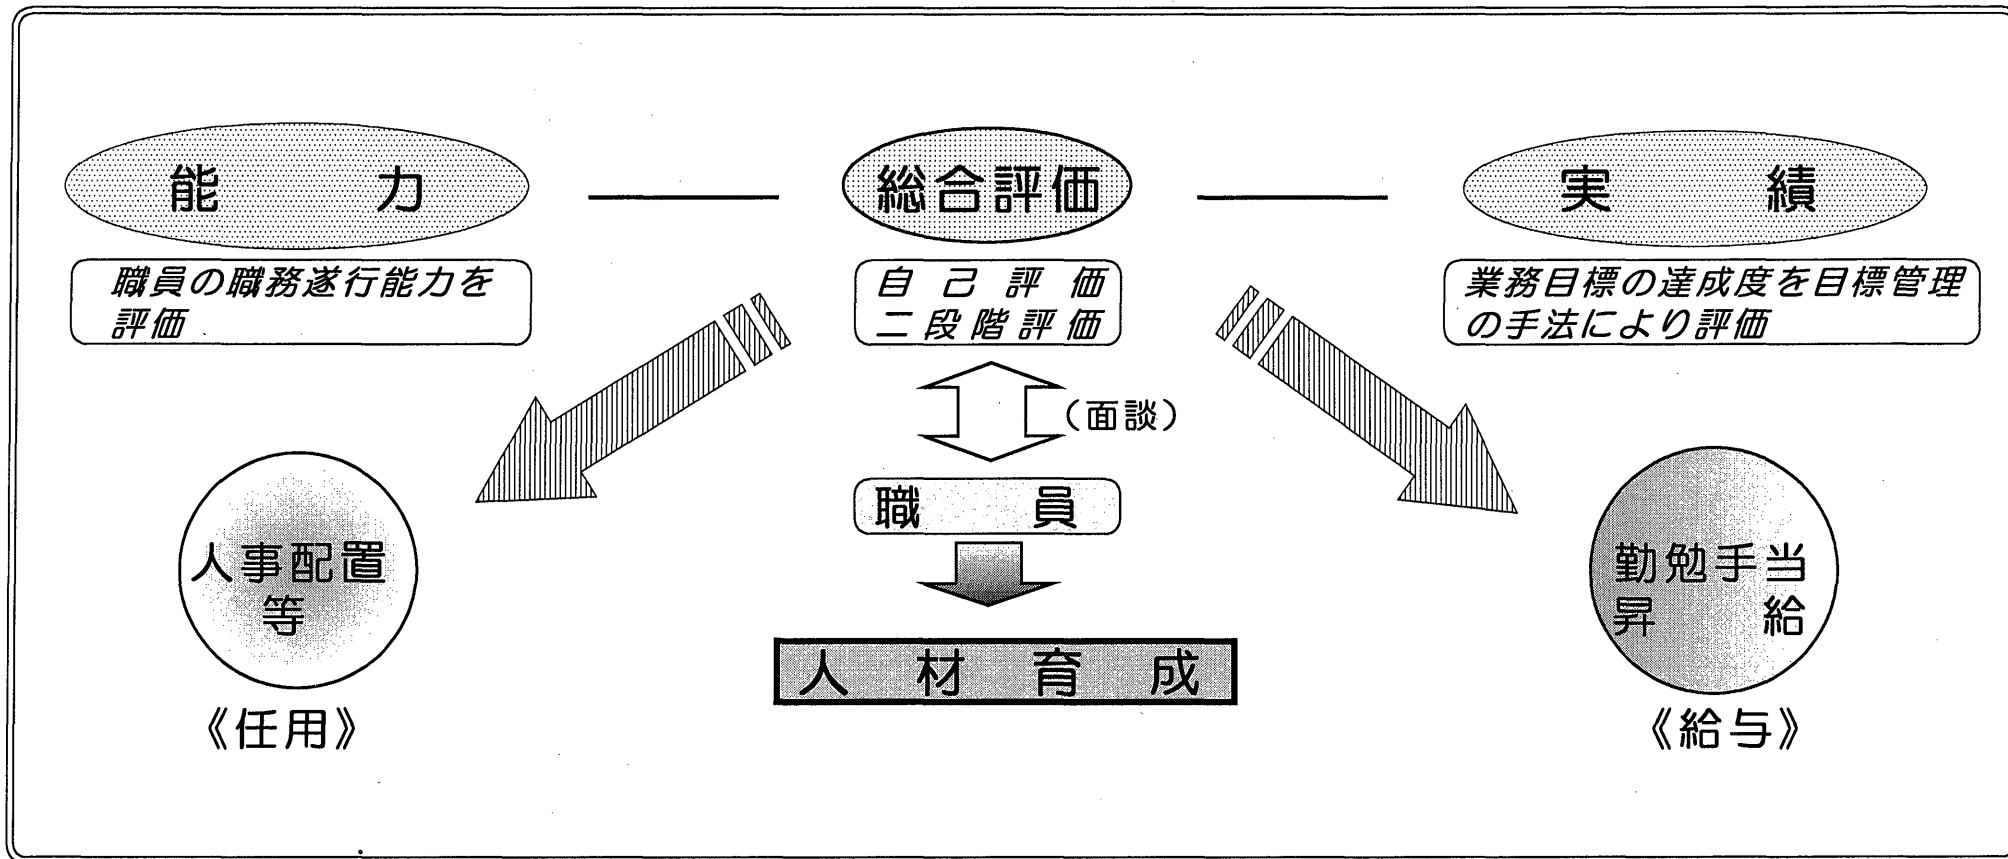 能力
総合評価
実績
職員の職務遂行能力を
評価
自己評価
二段階評価
業務目標の達成度を目標管理
の手法により評価
（面談）
職員
人事配置
等
勤勉手当
昇給
人材育成
《任用》
《給与》